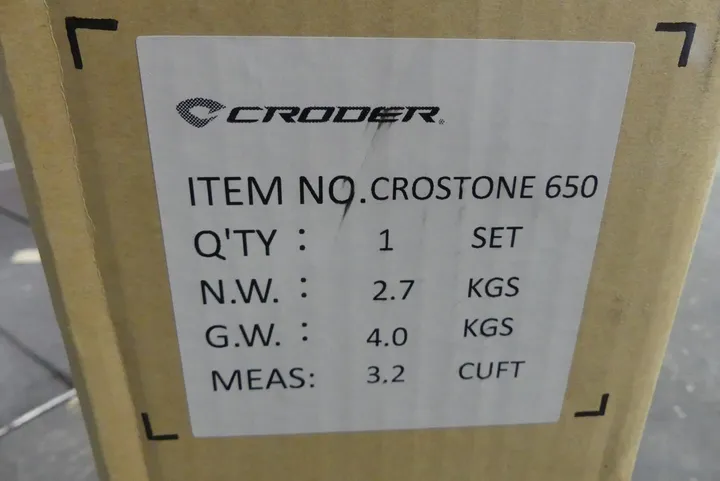 CRODER®
ITEM NO.CROSTONE 650
Q'TY : 1 SET
N.W. : 2.7 KGS
G.W. : 4.0 KGS
MEAS: 3.2 CUFT